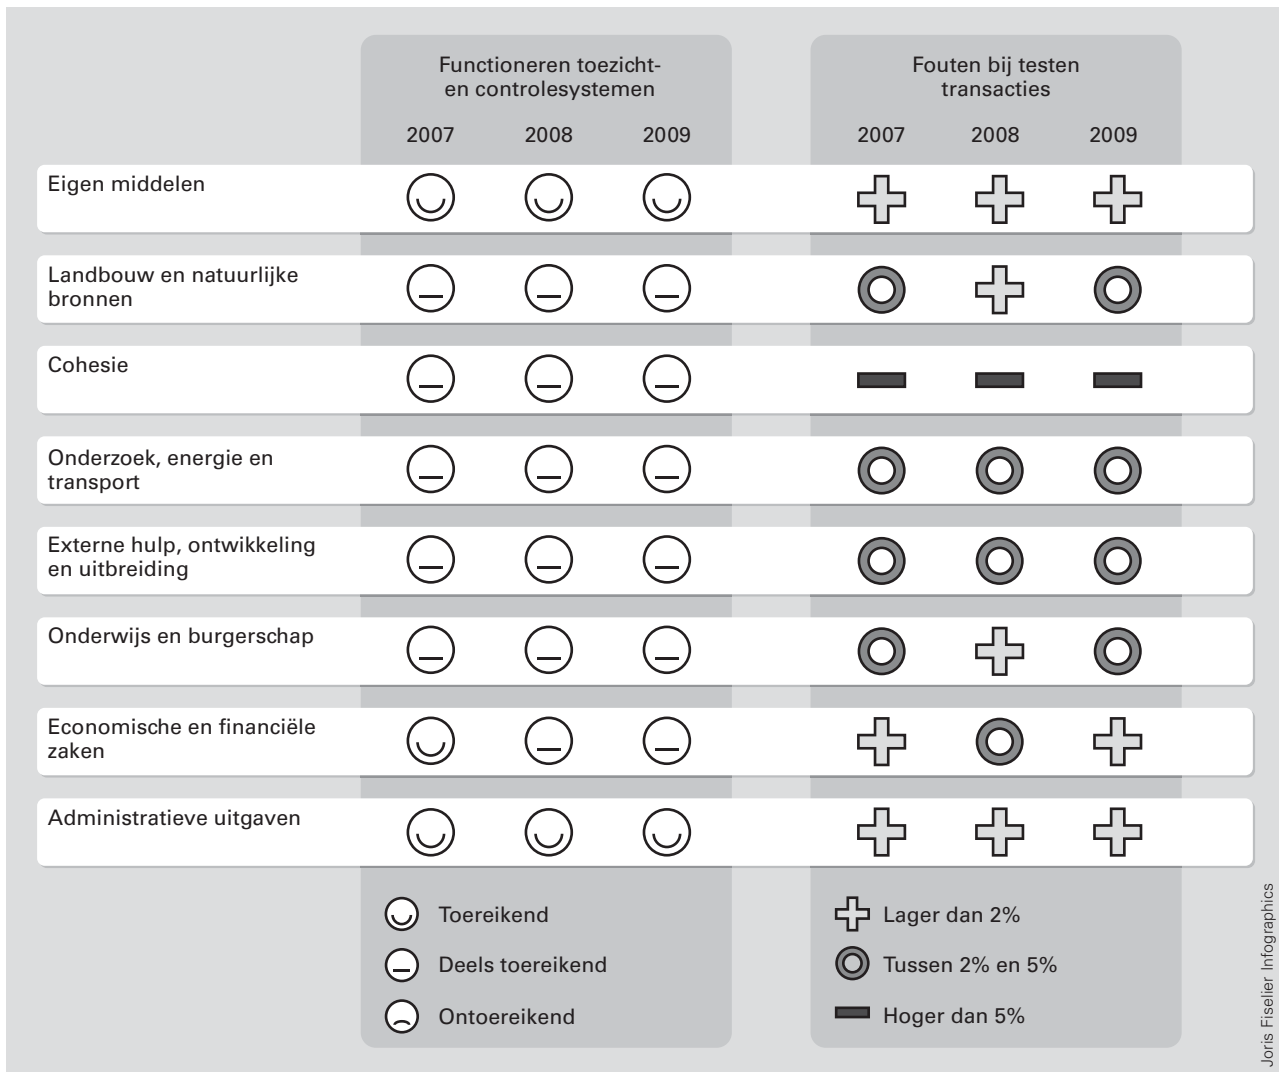 Functioneren toezicht-
en controlesystemen
Fouten bij testen
transacties
2007 2008 2009
2007 2008 2009
Eigen middelen
Landbouw en natuurlijke
bronnen
Cohesie
Onderzoek, energie en
transport
Externe hulp, ontwikkeling
en uitbreiding
Onderwijs en burgerschap
Economische en financiële
zaken
Administratieve uitgaven
Toereikend
Deels toereikend
Ontoereikend
Lager dan 2%
Tussen 2% en 5%
Hoger dan 5%
Joris Fiselier Infographics